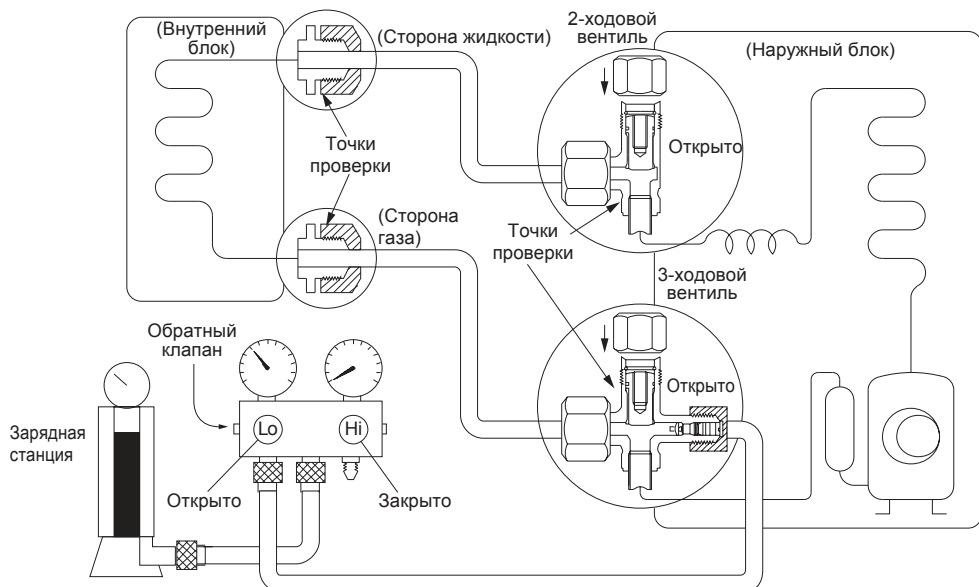 (Внутренний
блок)
(Сторона жидкости)
2-ходовой
вентиль
(Наружный блок)
Открыто
Точки
проверки
(Сторона
газа)
Точки
проверки
3-ходовой
вентиль
Обратный
клапан
Открыто
Зарядная
станция
Lo
Hi
Открыто
Закрыто